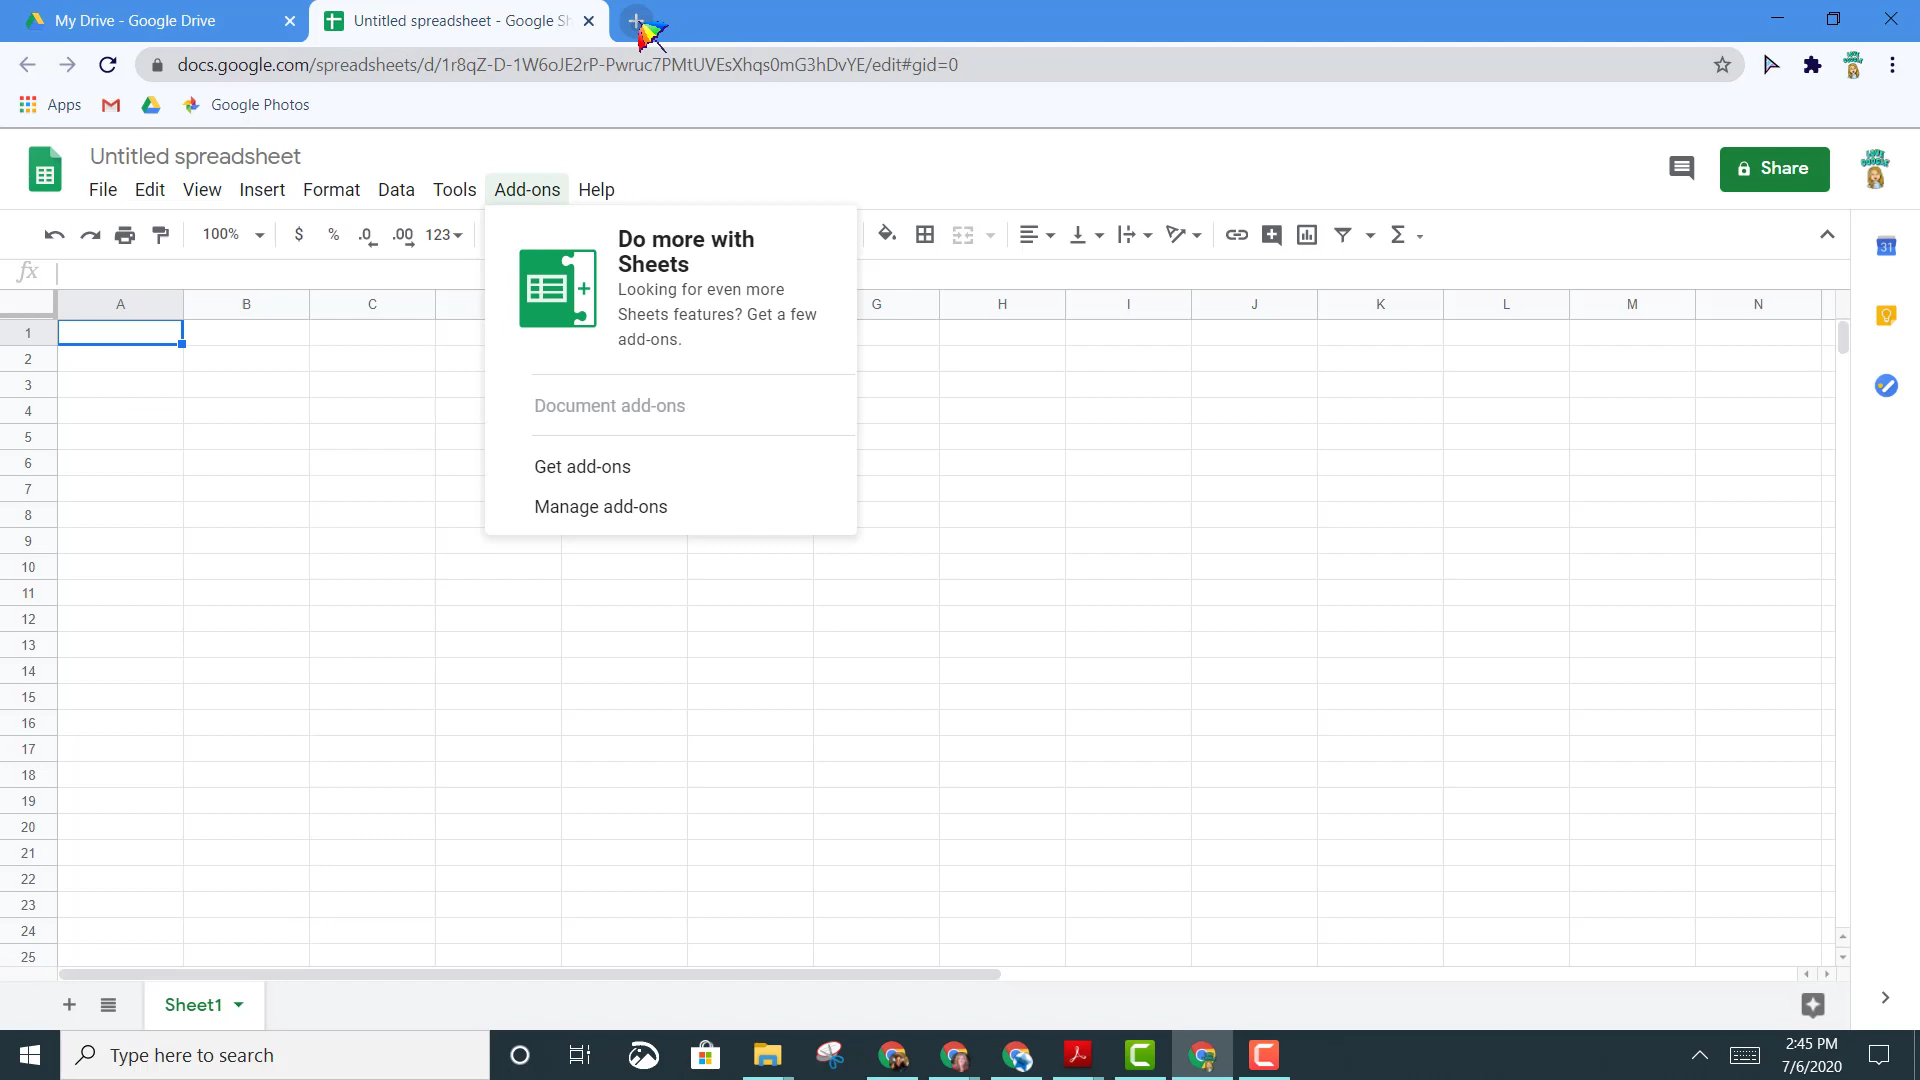 My Drive - Google Drive
Untitled spreadsheet - Google Sh
docs.google.com/spreadsheets/d/1r8qZ-D-1W6oJE2rP-Pwruc7PMtUVEsXhqs0mG3hDvYE/edit#gid=0
Apps
Google Photos
Untitled spreadsheet
File Edit View Insert Format Data Tools Add-ons Help
Share
100% $ % .0 .00 123
31
fx
Do more with
Sheets
Looking for even more
Sheets features? Get a few
add-ons.
Document add-ons
Get add-ons
Manage add-ons
A B C G H I J K L M N
1
2
3
4
5
6
7
8
9
10
11
12
13
14
15
16
17
18
19
20
21
22
23
24
25
Sheet1
Type here to search
2:45 PM
7/6/2020